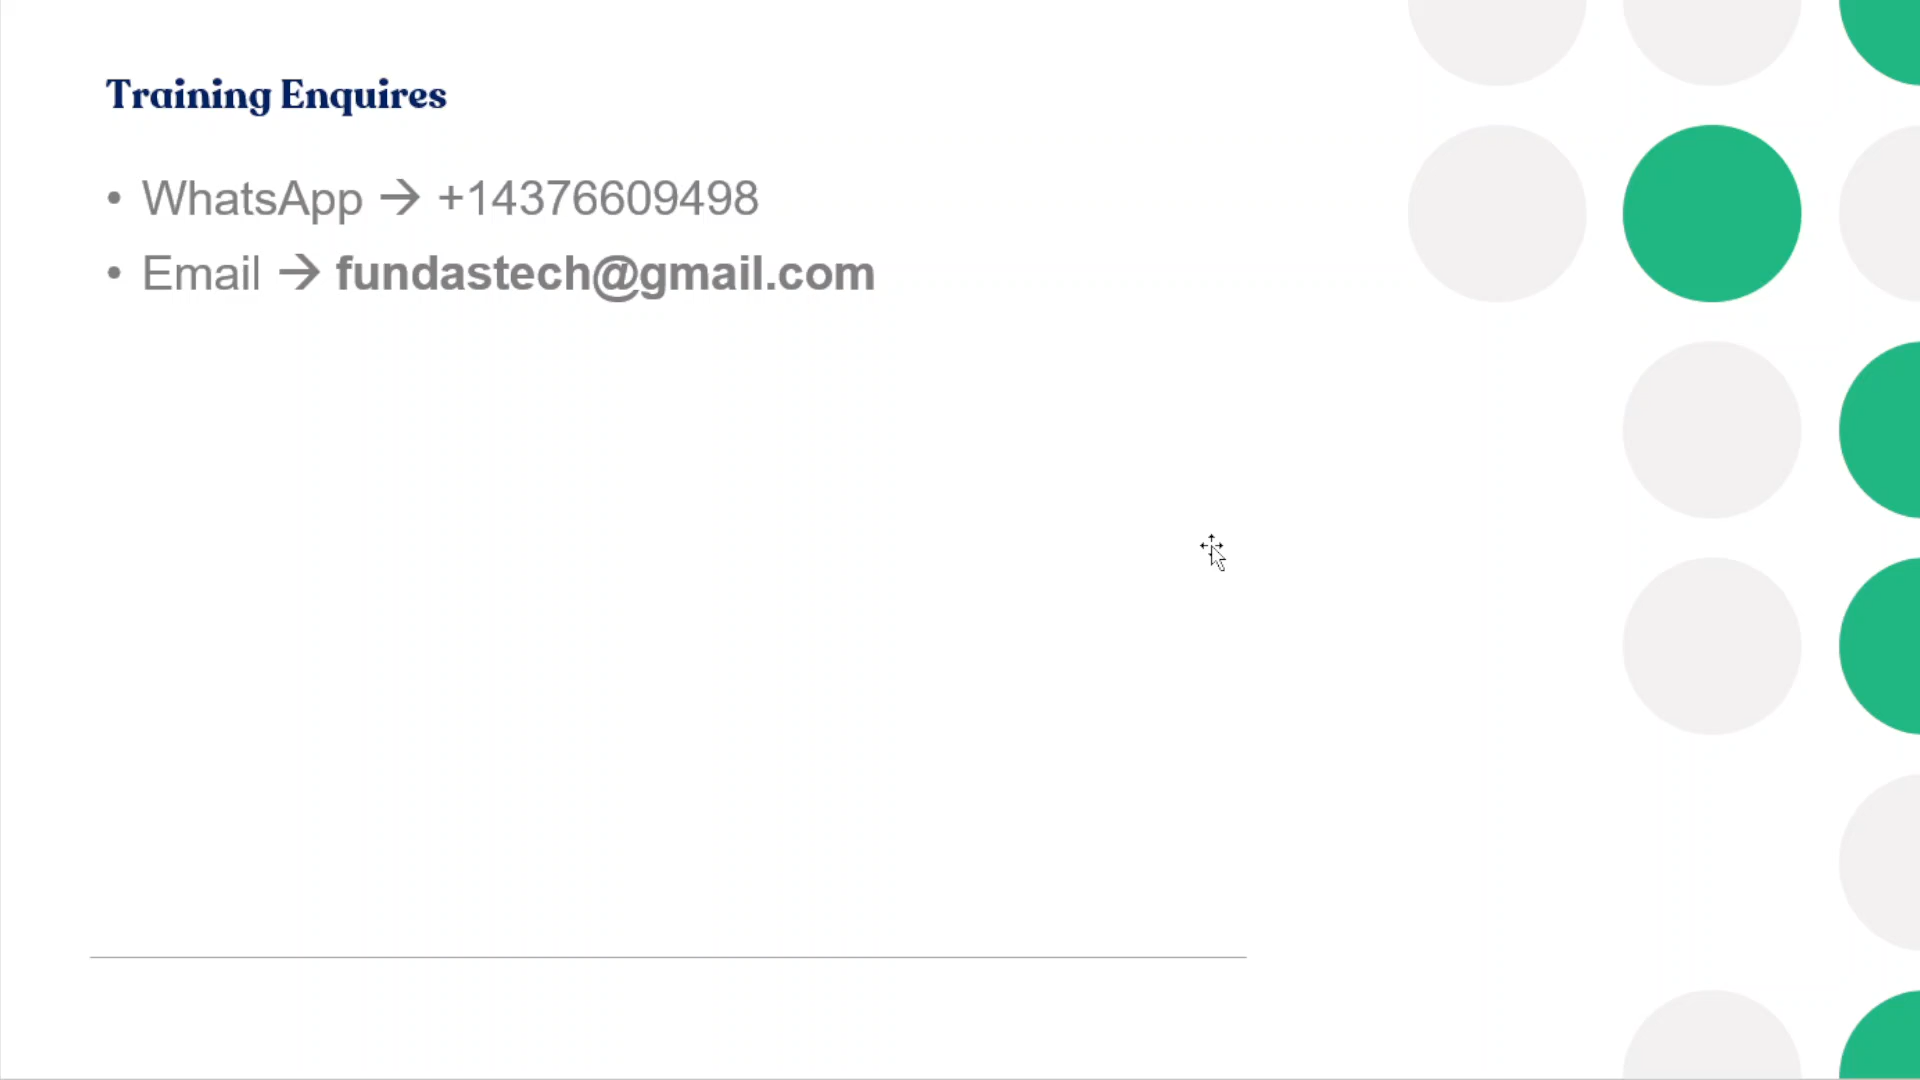 Training Enquires
• WhatsApp → +14376609498
• Email → fundastech@gmail.com